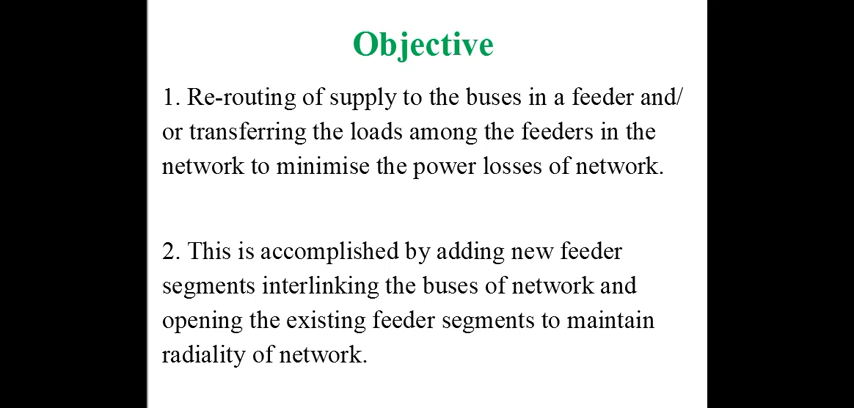 Objective
1. Re-routing of supply to the buses in a feeder and/
or transferring the loads among the feeders in the
network to minimise the power losses of network.
2. This is accomplished by adding new feeder
segments interlinking the buses of network and
opening the existing feeder segments to maintain
radiality of network.